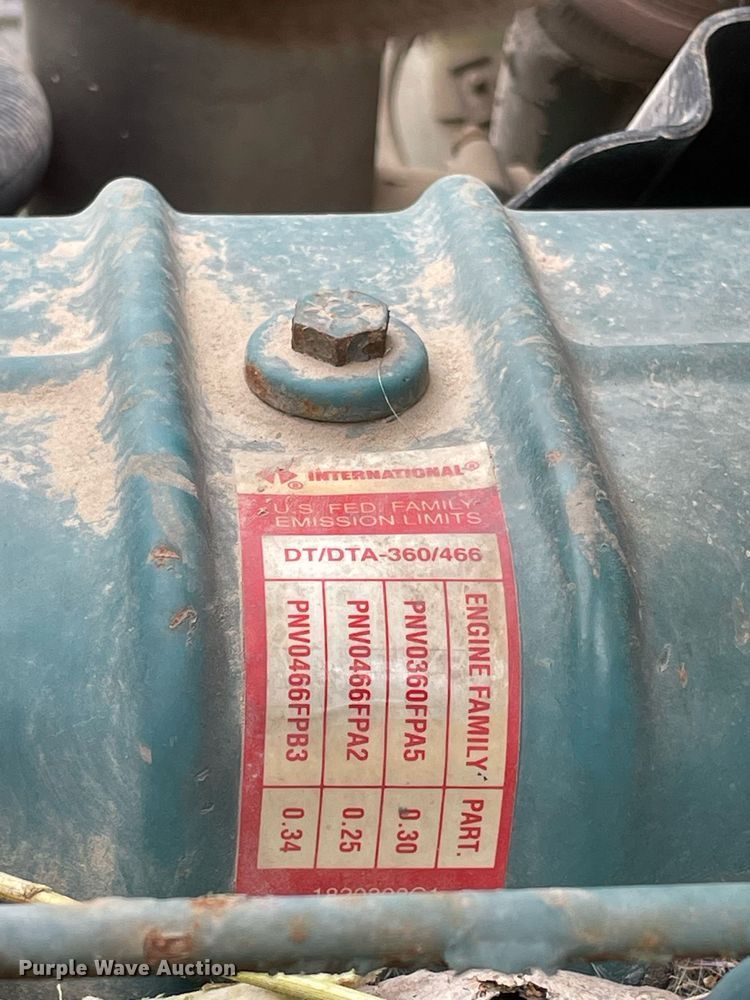 INTERNATIONAL®
U.S. FED. FAMILY
EMISSION LIMITS
DT/DTA-360/466
ENGINE FAMILY PART.
PNV0360FPA5 0.30
PNV0466FPA2 0.25
PNV0466FPB3 0.34
Purple Wave Auction